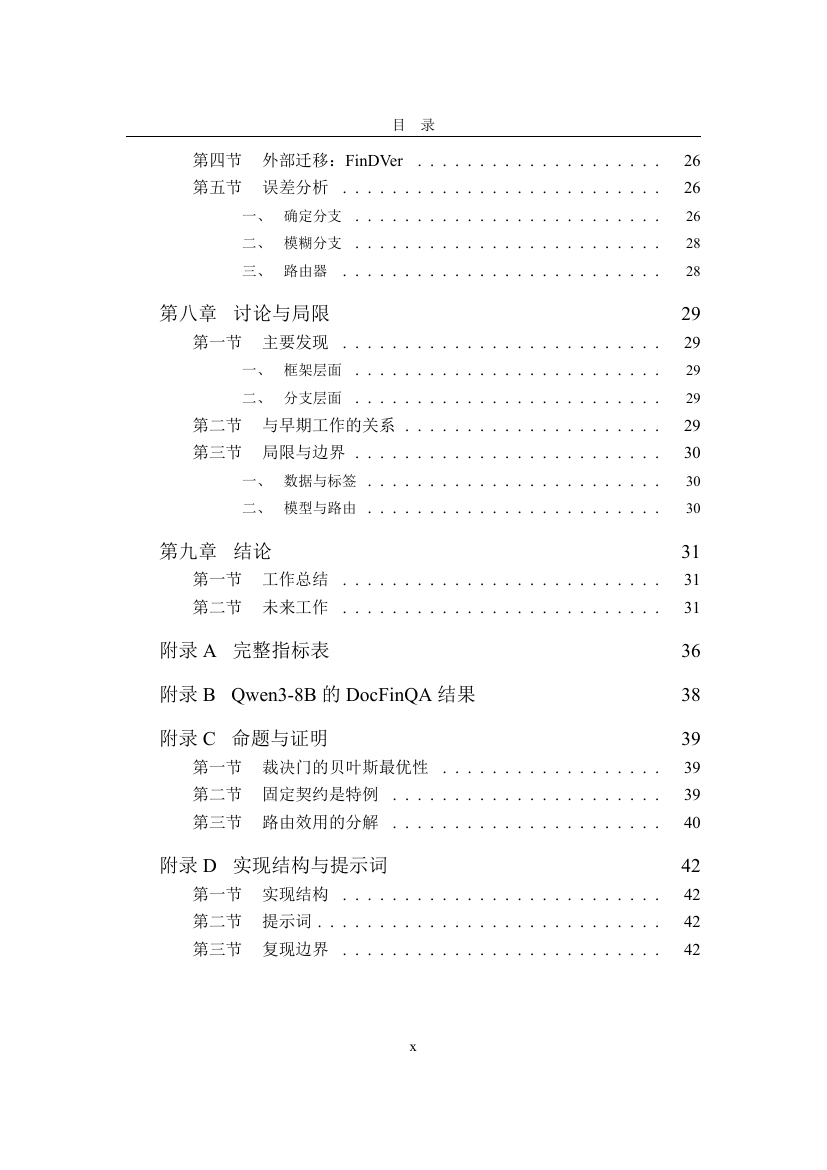 目 录
第四节 外部迁移：FinDVer . . . . . . . . . . . . . . . . . . . . 26
第五节 误差分析 . . . . . . . . . . . . . . . . . . . . . . . . . . 26
一、 确定分支 . . . . . . . . . . . . . . . . . . . . . . . . . 26
二、 模糊分支 . . . . . . . . . . . . . . . . . . . . . . . . . 28
三、 路由器 . . . . . . . . . . . . . . . . . . . . . . . . . . 28
第八章 讨论与局限 29
第一节 主要发现 . . . . . . . . . . . . . . . . . . . . . . . . . . 29
一、 框架层面 . . . . . . . . . . . . . . . . . . . . . . . . . 29
二、 分支层面 . . . . . . . . . . . . . . . . . . . . . . . . . 29
第二节 与早期工作的关系 . . . . . . . . . . . . . . . . . . . . . 29
第三节 局限与边界 . . . . . . . . . . . . . . . . . . . . . . . . . 30
一、 数据与标签 . . . . . . . . . . . . . . . . . . . . . . . . 30
二、 模型与路由 . . . . . . . . . . . . . . . . . . . . . . . . 30
第九章 结论 31
第一节 工作总结 . . . . . . . . . . . . . . . . . . . . . . . . . . 31
第二节 未来工作 . . . . . . . . . . . . . . . . . . . . . . . . . . 31
附录 A 完整指标表 36
附录 B Qwen3-8B 的 DocFinQA 结果 38
附录 C 命题与证明 39
第一节 裁决门的贝叶斯最优性 . . . . . . . . . . . . . . . . . . 39
第二节 固定契约是特例 . . . . . . . . . . . . . . . . . . . . . . 39
第三节 路由效用的分解 . . . . . . . . . . . . . . . . . . . . . . 40
附录 D 实现结构与提示词 42
第一节 实现结构 . . . . . . . . . . . . . . . . . . . . . . . . . . 42
第二节 提示词 . . . . . . . . . . . . . . . . . . . . . . . . . . . . 42
第三节 复现边界 . . . . . . . . . . . . . . . . . . . . . . . . . . 42
x